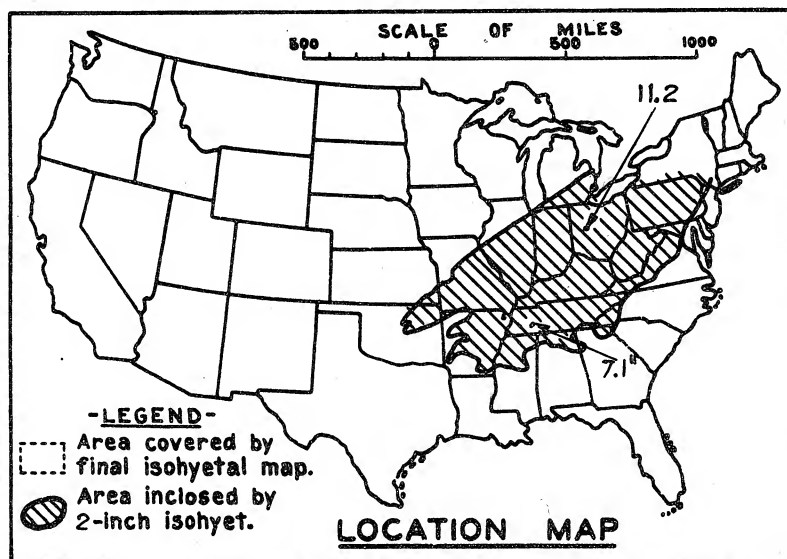 SCALE OF MILES
500 0 500 1000
11.2
7.1"
-LEGEND-
Area covered by
final isohyetal map.
Area inclosed by
2-inch isohyet.
LOCATION MAP